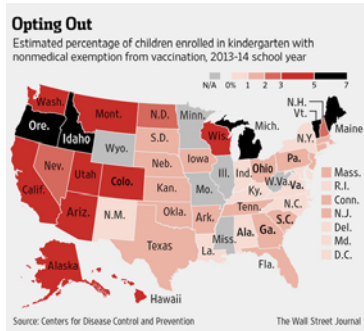 Opting Out
Estimated percentage of children enrolled in kindergarten with
nonmedical exemption from vaccination, 2013-14 school year
N/A 0% 1 2 3 5 7
Wash.
Mont.
N.D.
Minn.
N.H.
Vt.
Maine
Ore.
Idaho
Wyo.
S.D.
Wis.
Mich.
N.Y.
Nev.
Utah
Colo.
Neb.
Iowa
Ill.
Ind.
Ohio
Pa.
Calif.
Kan.
Mo.
Ky.
W.Va.
Va.
Mass.
R.I.
Conn.
N.J.
Del.
Md.
D.C.
Ariz.
N.M.
Okla.
Ark.
Tenn.
N.C.
S.C.
Texas
La.
Miss.
Ala.
Ga.
Fla.
Alaska
Hawaii
Source: Centers for Disease Control and Prevention
The Wall Street Journal